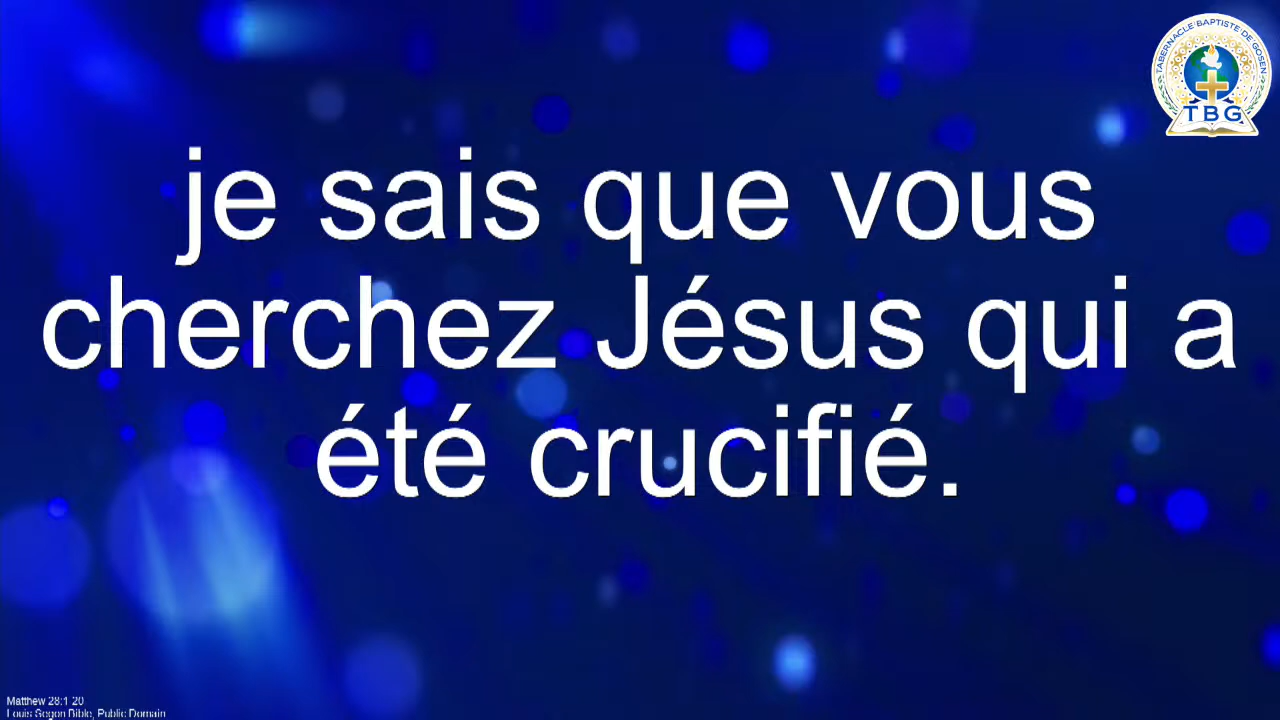 TABERNACLE BAPTISTE DE GOSEN
TBG
je sais que vous
cherchez Jésus qui a
été crucifié.
Matthew 28:1 20
Louis Segon Bible, Public Domain